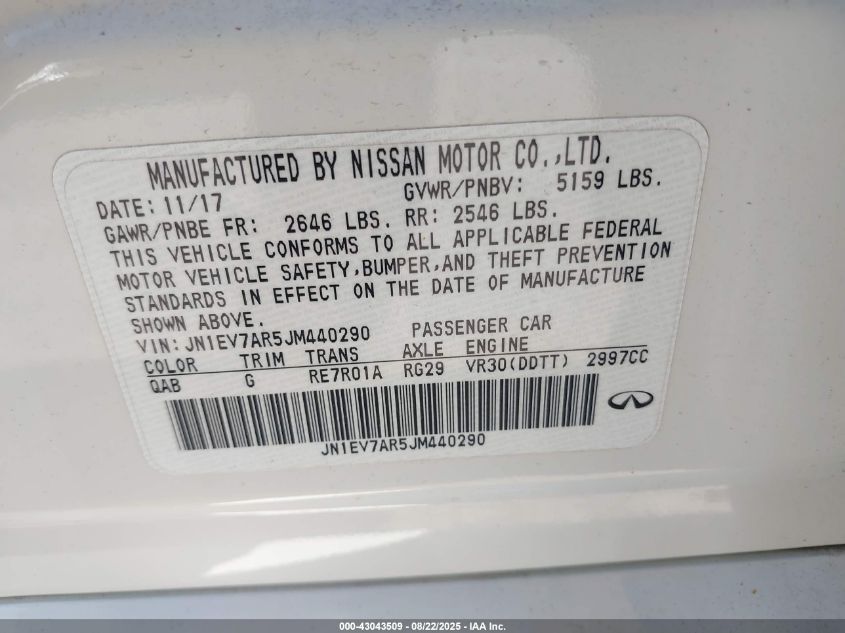 MANUFACTURED BY NISSAN MOTOR CO.,LTD.
DATE: 11/17 GVWR/PNBV: 5159 LBS.
GAWR/PNBE FR: 2646 LBS. RR: 2546 LBS.
THIS VEHICLE CONFORMS TO ALL APPLICABLE FEDERAL
MOTOR VEHICLE SAFETY,BUMPER,AND THEFT PREVENTION
STANDARDS IN EFFECT ON THE DATE OF MANUFACTURE
SHOWN ABOVE.
VIN: JN1EV7AR5JM440290 PASSENGER CAR
COLOR TRIM TRANS AXLE ENGINE
QAB G RE7R01A RG29 VR30(DDTT) 2997CC
JN1EV7AR5JM440290
000-43043509 - 08/22/2025 - IAA Inc.